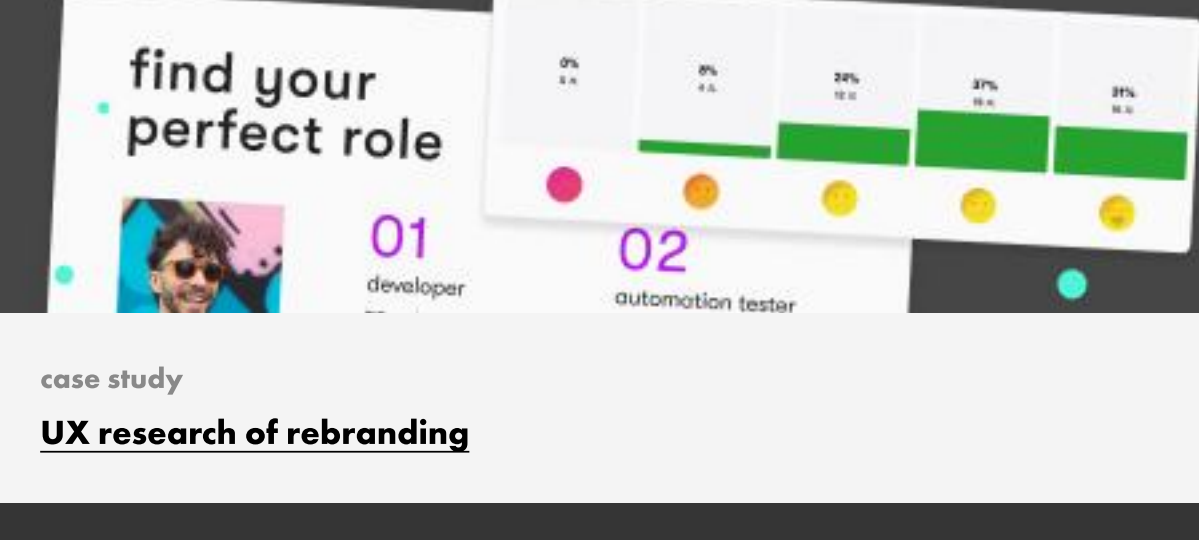 find your
perfect role
0%
8%
24%
37%
31%
01
developer
02
automation tester
case study
UX research of rebranding